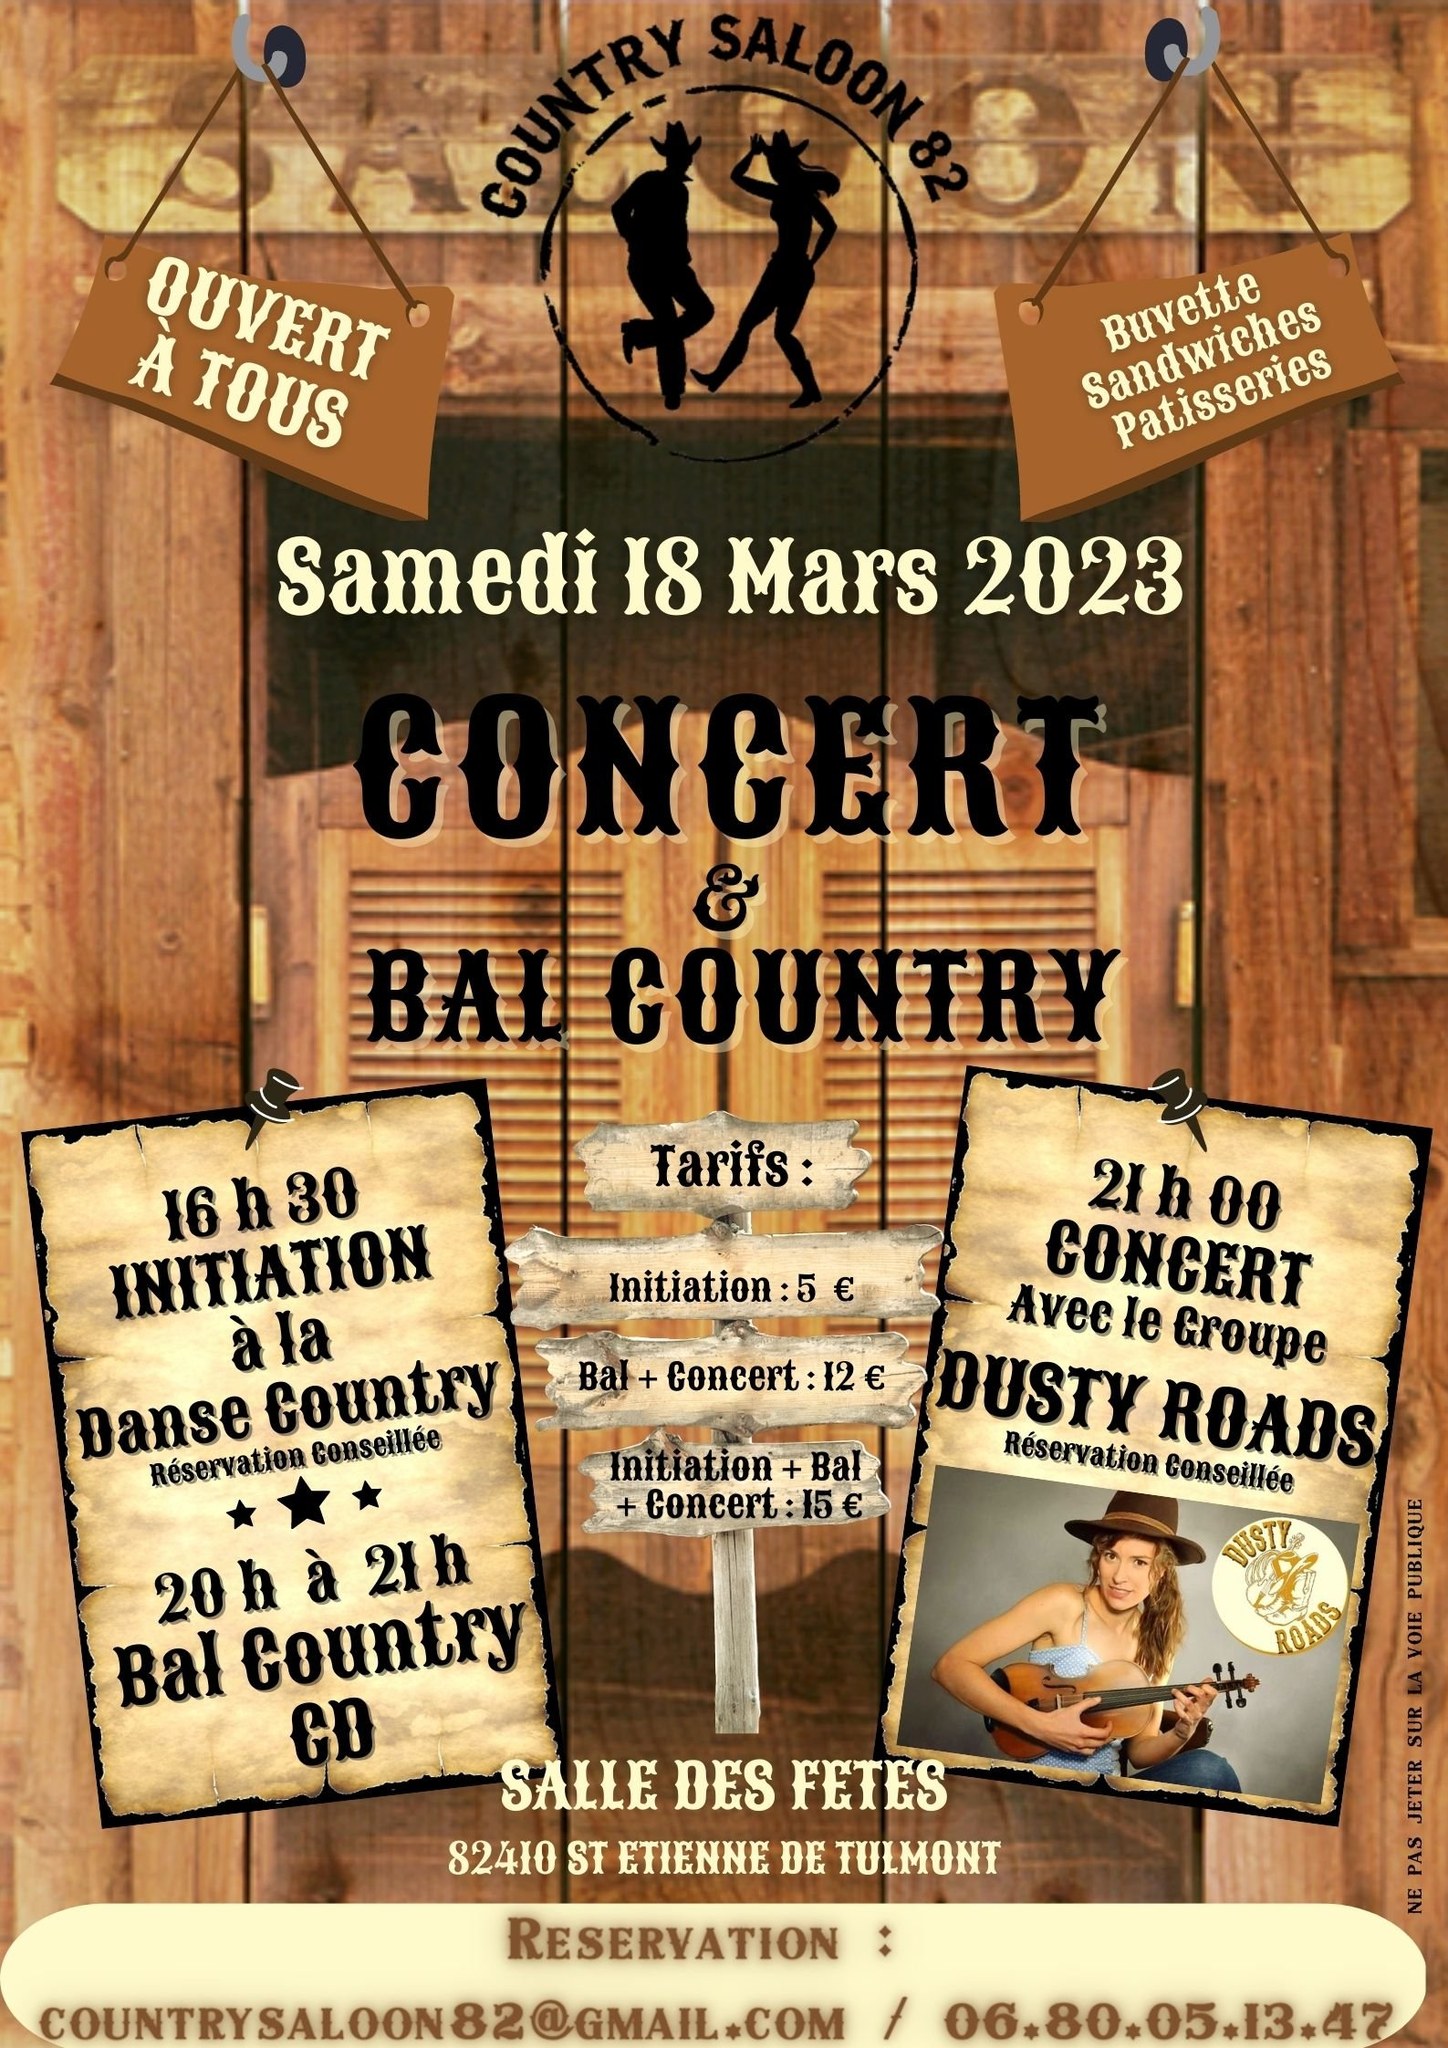 COUNTRY SALOON 82
SALOON
OUVERT
À TOUS
Buvette
Sandwiches
Patisseries
Samedi 18 Mars 2023
CONCERT
&
BAL COUNTRY
16 h 30
INITIATION
à la
Danse Country
Réservation Conseillée
20 h à 21 h
Bal Country
CD
Tarifs :
Initiation : 5 €
Bal + Concert : 12 €
Initiation + Bal
+ Concert : 15 €
21 h 00
CONCERT
Avec le Groupe
DUSTY ROADS
Réservation Conseillée
DUSTY
ROADS
SALLE DES FETES
82410 ST ETIENNE DE TULMONT
NE PAS JETER SUR LA VOIE PUBLIQUE
RESERVATION :
COUNTRYSALOON82@GMAIL.COM / 06.80.05.13.47